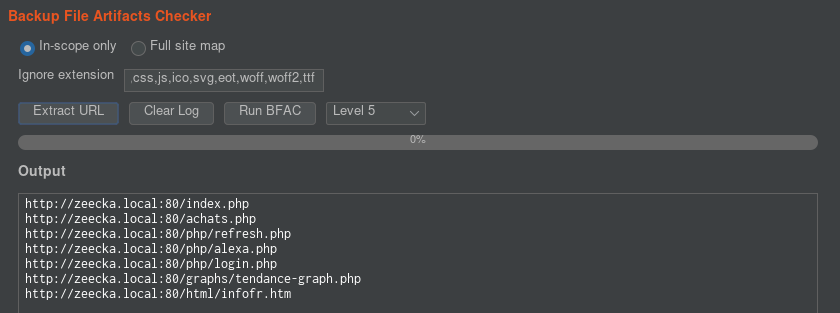 Backup File Artifacts Checker
In-scope only Full site map
Ignore extension .css,js,ico,svg,eot,woff,woff2,ttf
Extract URL Clear Log Run BFAC Level 5
0%
Output
http://zeecka.local:80/index.php
http://zeecka.local:80/achats.php
http://zeecka.local:80/php/refresh.php
http://zeecka.local:80/php/alexa.php
http://zeecka.local:80/php/login.php
http://zeecka.local:80/graphs/tendance-graph.php
http://zeecka.local:80/html/infofr.htm